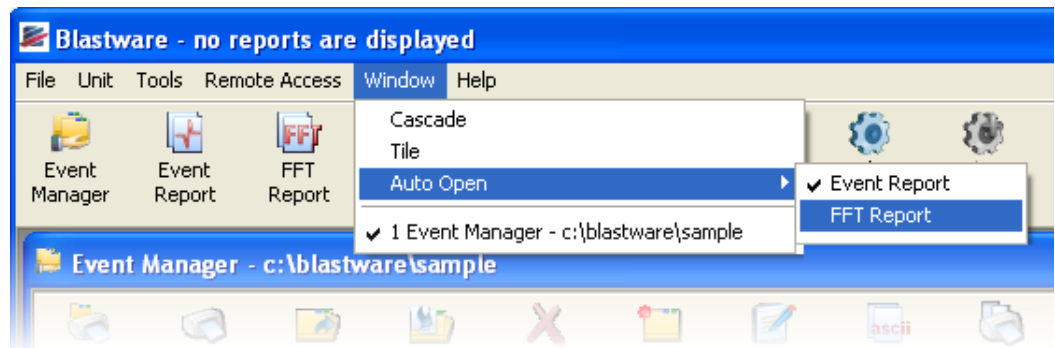 Blastware - no reports are displayed
File Unit Tools Remote Access Window Help
Cascade
Tile
Auto Open
Event Report
FFT Report
1 Event Manager - c:\blastware\sample
Event Manager
Event Report
FFT
FFT Report
Event Manager - c:\blastware\sample
ascii